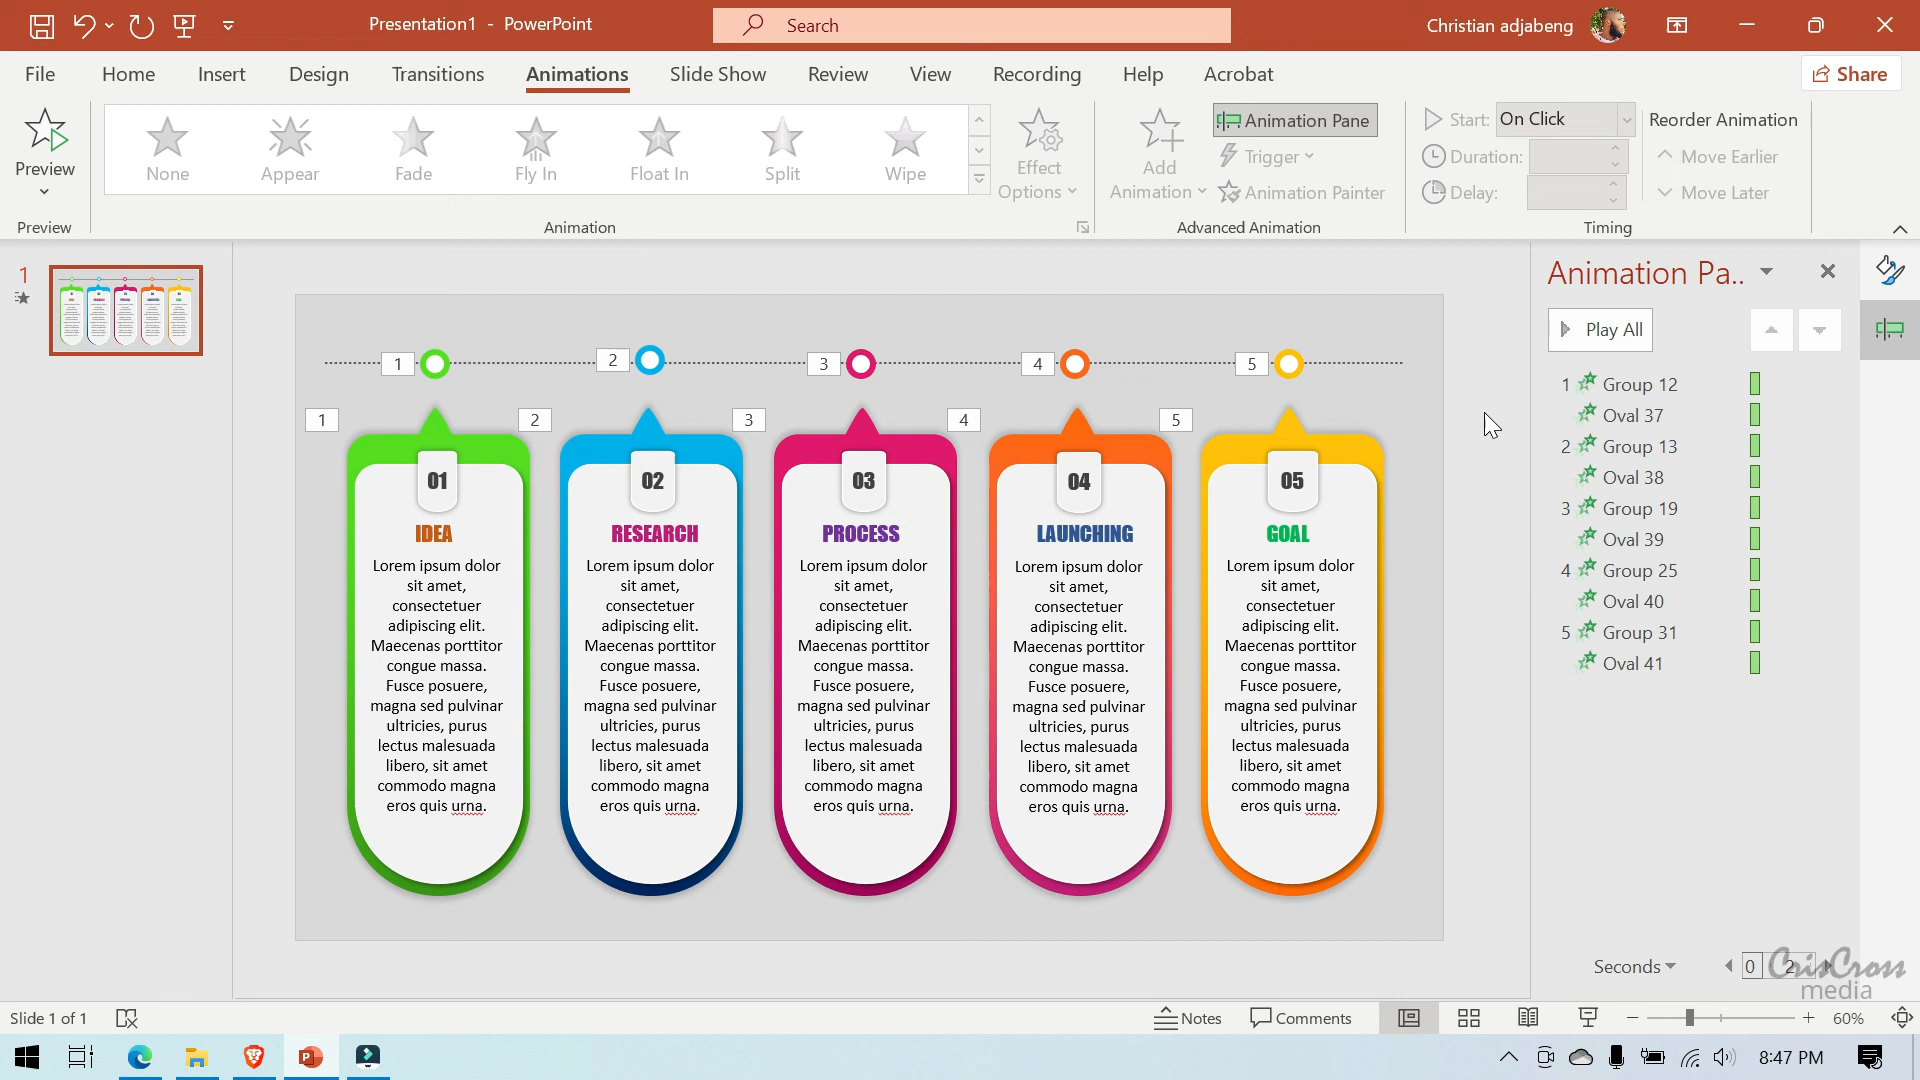 Presentation1 - PowerPoint
Search
Christian adjabeng
File Home Insert Design Transitions Animations Slide Show Review View Recording Help Acrobat
Share
Preview
None Appear Fade Fly In Float In Split Wipe
Effect
Options
Add
Animation
Animation Pane
Trigger
Animation Painter
Start: On Click
Duration:
Delay:
Reorder Animation
Move Earlier
Move Later
Preview Animation Advanced Animation Timing
1
Animation Pa..
Play All
1 Group 12
Oval 37
2 Group 13
Oval 38
3 Group 19
Oval 39
4 Group 25
Oval 40
5 Group 31
Oval 41
Seconds 0 2
1 2 3 4 5
1 2 3 4 5
01
IDEA
Lorem ipsum dolor
sit amet,
consectetuer
adipiscing elit.
Maecenas porttitor
congue massa.
Fusce posuere,
magna sed pulvinar
ultricies, purus
lectus malesuada
libero, sit amet
commodo magna
eros quis urna.
02
RESEARCH
Lorem ipsum dolor
sit amet,
consectetuer
adipiscing elit.
Maecenas porttitor
congue massa.
Fusce posuere,
magna sed pulvinar
ultricies, purus
lectus malesuada
libero, sit amet
commodo magna
eros quis urna.
03
PROCESS
Lorem ipsum dolor
sit amet,
consectetuer
adipiscing elit.
Maecenas porttitor
congue massa.
Fusce posuere,
magna sed pulvinar
ultricies, purus
lectus malesuada
libero, sit amet
commodo magna
eros quis urna.
04
LAUNCHING
Lorem ipsum dolor
sit amet,
consectetuer
adipiscing elit.
Maecenas porttitor
congue massa.
Fusce posuere,
magna sed pulvinar
ultricies, purus
lectus malesuada
libero, sit amet
commodo magna
eros quis urna.
05
GOAL
Lorem ipsum dolor
sit amet,
consectetuer
adipiscing elit.
Maecenas porttitor
congue massa.
Fusce posuere,
magna sed pulvinar
ultricies, purus
lectus malesuada
libero, sit amet
commodo magna
eros quis urna.
CrisCross
media
Slide 1 of 1
Notes
Comments
60%
8:47 PM